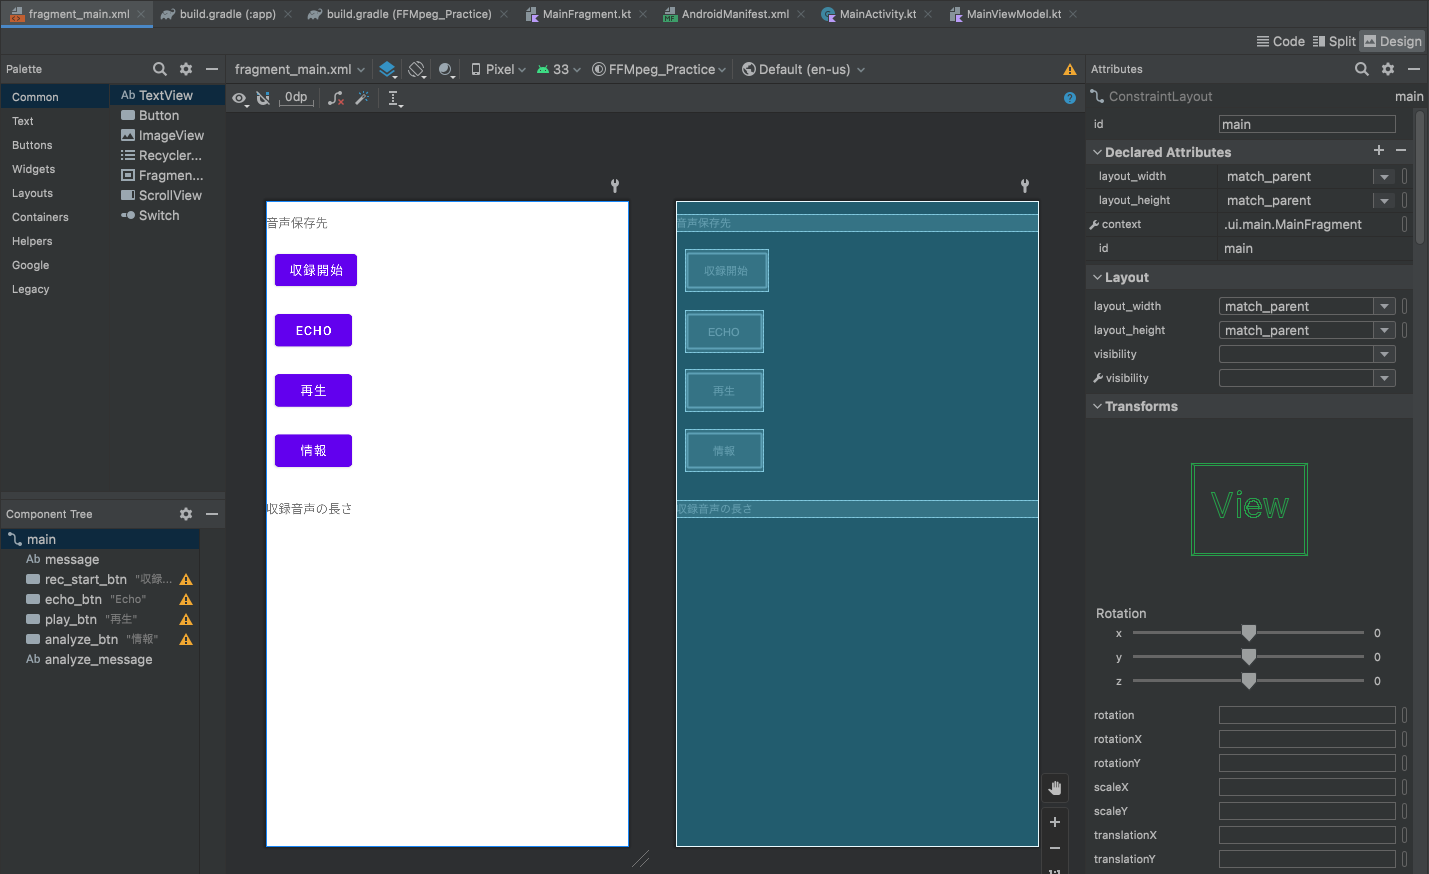 fragment_main.xml
build.gradle (:app)
build.gradle (FFMpeg_Practice)
MainFragment.kt
AndroidManifest.xml
MainActivity.kt
MainViewModel.kt
Code
Split
Design
Palette
fragment_main.xml
Pixel
33
FFMpeg_Practice
Default (en-us)
Attributes
Common
Text
Buttons
Widgets
Layouts
Containers
Helpers
Google
Legacy
Ab TextView
Button
ImageView
Recycler...
Fragmen...
ScrollView
Switch
0dp
音声保存先
収録開始
ECHO
再生
情報
収録音声の長さ
音声保存先
収録開始
ECHO
再生
情報
収録音声の長さ
Component Tree
main
Ab message
rec_start_btn "収録...
echo_btn "Echo"
play_btn "再生"
analyze_btn "情報"
Ab analyze_message
ConstraintLayout main
id main
Declared Attributes
layout_width match_parent
layout_height match_parent
context .ui.main.MainFragment
id main
Layout
layout_width match_parent
layout_height match_parent
visibility
visibility
Transforms
View
Rotation
x 0
y 0
z 0
rotation
rotationX
rotationY
scaleX
scaleY
translationX
translationY